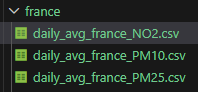 france
daily_avg_france_NO2.csv
daily_avg_france_PM10.csv
daily_avg_france_PM25.csv